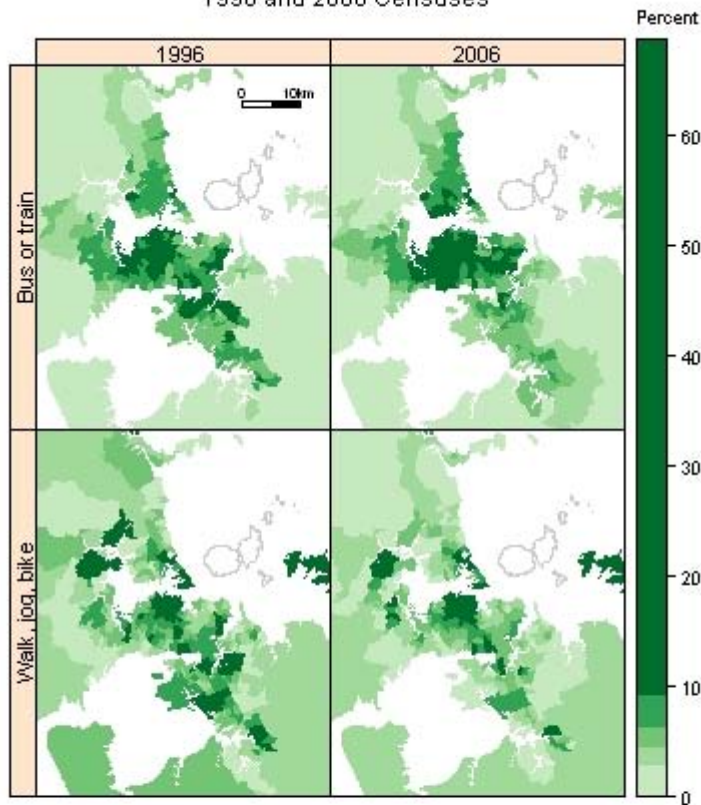 1996 and 2006 Censuses
Percent
1996
2006
0 10km
Bus or train
Walk, jog, bike
60
50
40
30
20
10
0